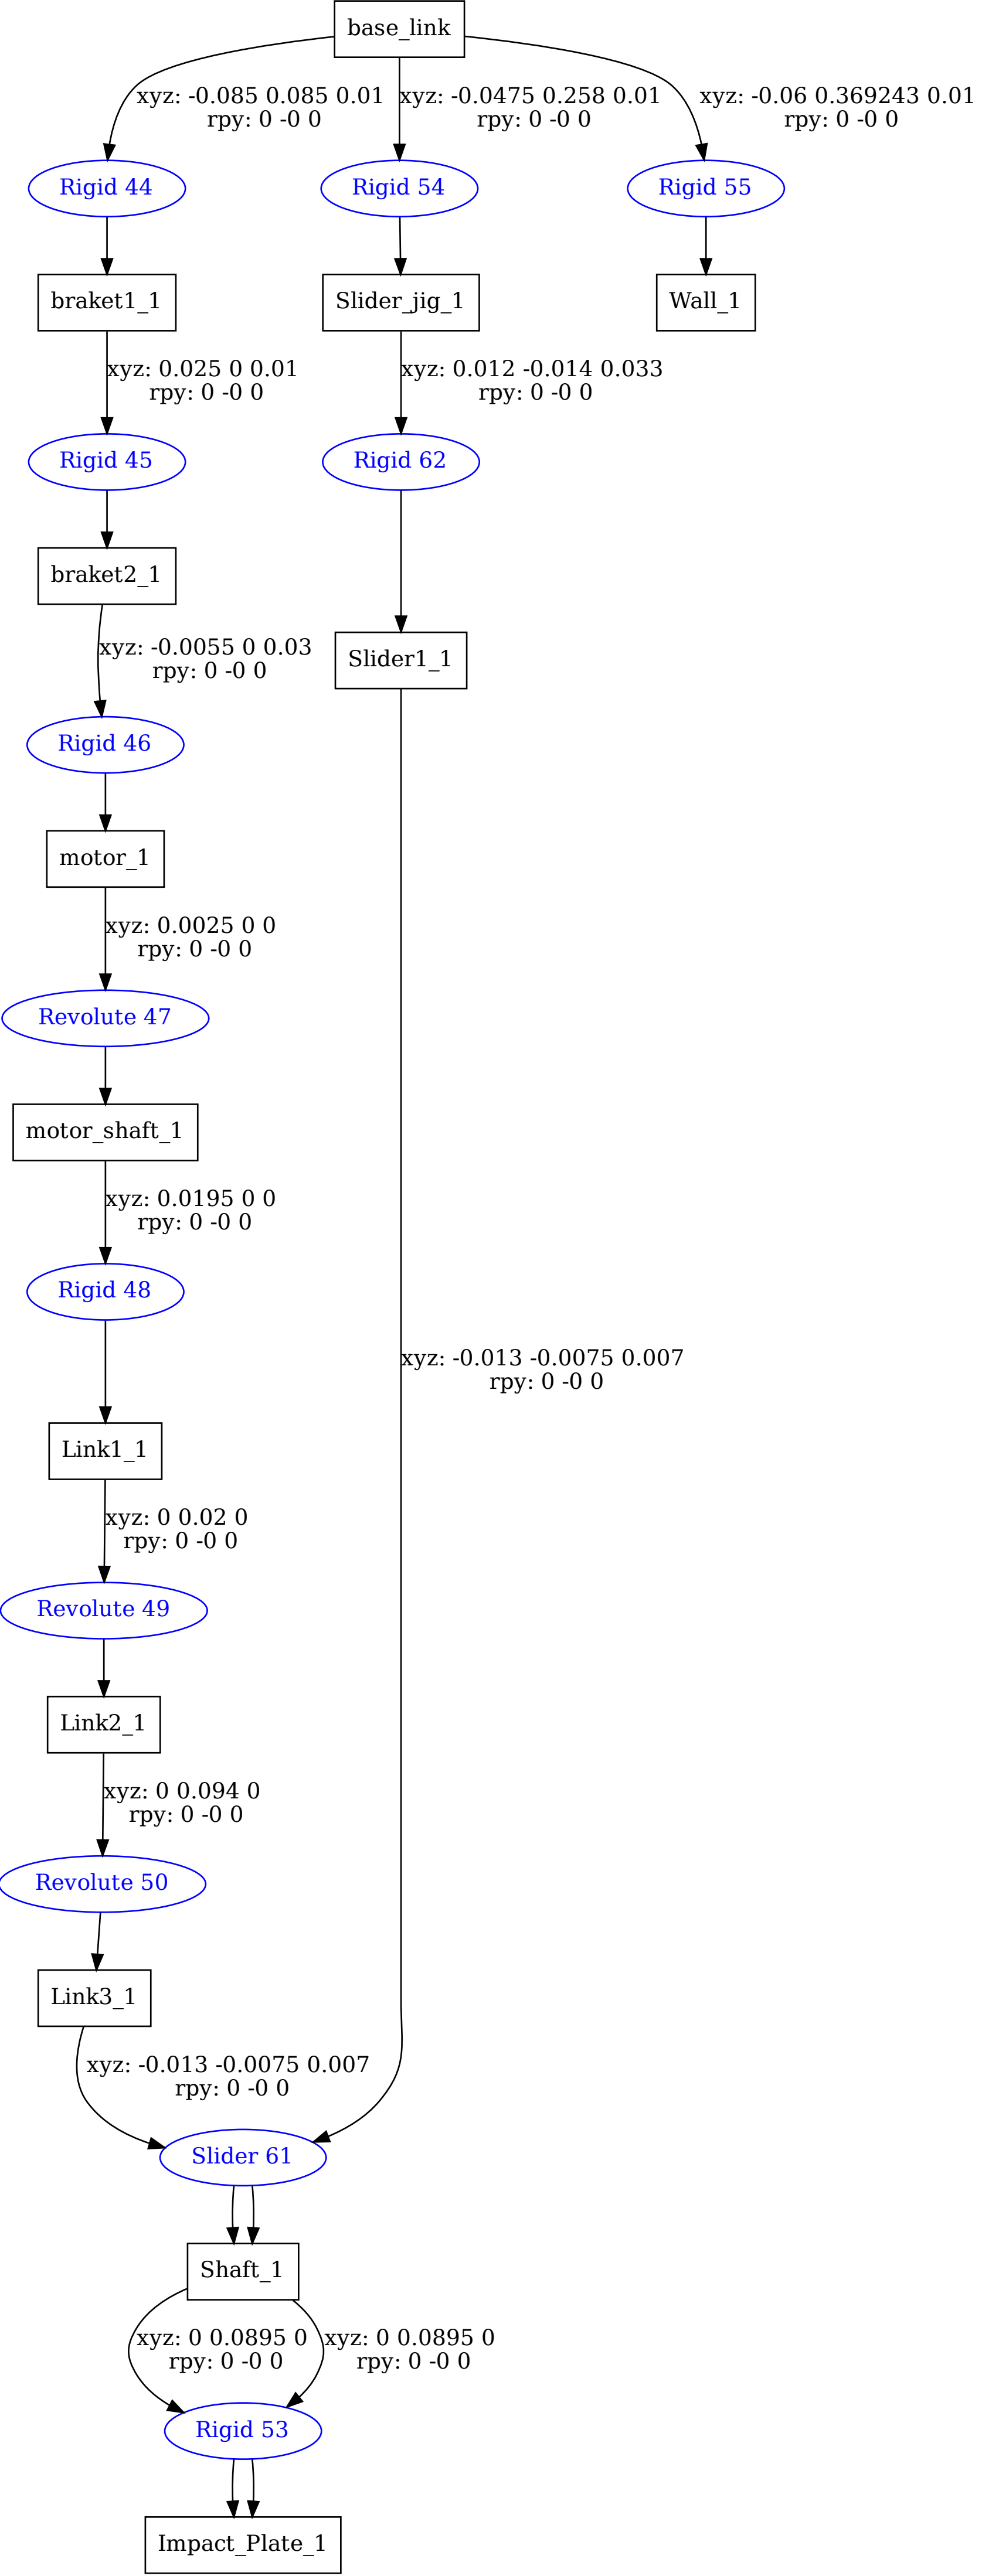 base_link
xyz: -0.085 0.085 0.01
rpy: 0 -0 0
xyz: -0.0475 0.258 0.01
rpy: 0 -0 0
xyz: -0.06 0.369243 0.01
rpy: 0 -0 0
Rigid 44
Rigid 54
Rigid 55
braket1_1
Slider_jig_1
Wall_1
xyz: 0.025 0 0.01
rpy: 0 -0 0
xyz: 0.012 -0.014 0.033
rpy: 0 -0 0
Rigid 45
Rigid 62
braket2_1
xyz: -0.0055 0 0.03
rpy: 0 -0 0
Slider1_1
Rigid 46
motor_1
xyz: 0.0025 0 0
rpy: 0 -0 0
Revolute 47
motor_shaft_1
xyz: 0.0195 0 0
rpy: 0 -0 0
Rigid 48
xyz: -0.013 -0.0075 0.007
rpy: 0 -0 0
Link1_1
xyz: 0 0.02 0
rpy: 0 -0 0
Revolute 49
Link2_1
xyz: 0 0.094 0
rpy: 0 -0 0
Revolute 50
Link3_1
xyz: -0.013 -0.0075 0.007
rpy: 0 -0 0
Slider 61
Shaft_1
xyz: 0 0.0895 0
rpy: 0 -0 0
xyz: 0 0.0895 0
rpy: 0 -0 0
Rigid 53
Impact_Plate_1